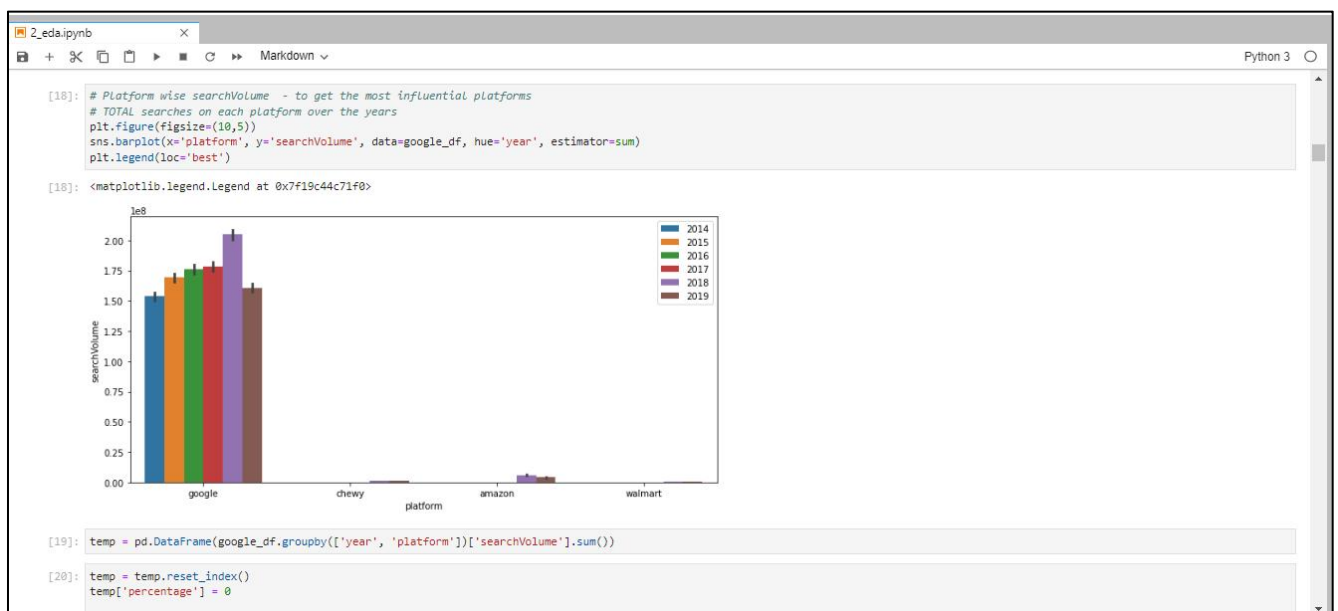 2_eda.ipynb
Markdown
Python 3
[18]: # Platform wise searchVolume - to get the most influential platforms
# TOTAL searches on each platform over the years
plt.figure(figsize=(10,5))
sns.barplot(x='platform', y='searchVolume', data=google_df, hue='year', estimator=sum)
plt.legend(loc='best')
[18]: <matplotlib.legend.Legend at 0x7f19c44c71f0>
1e8
2.00
1.75
1.50
1.25
1.00
0.75
0.50
0.25
0.00
searchVolume
2014
2015
2016
2017
2018
2019
google chewy amazon walmart
platform
[19]: temp = pd.DataFrame(google_df.groupby(['year', 'platform'])['searchVolume'].sum())
[20]: temp = temp.reset_index()
temp['percentage'] = 0